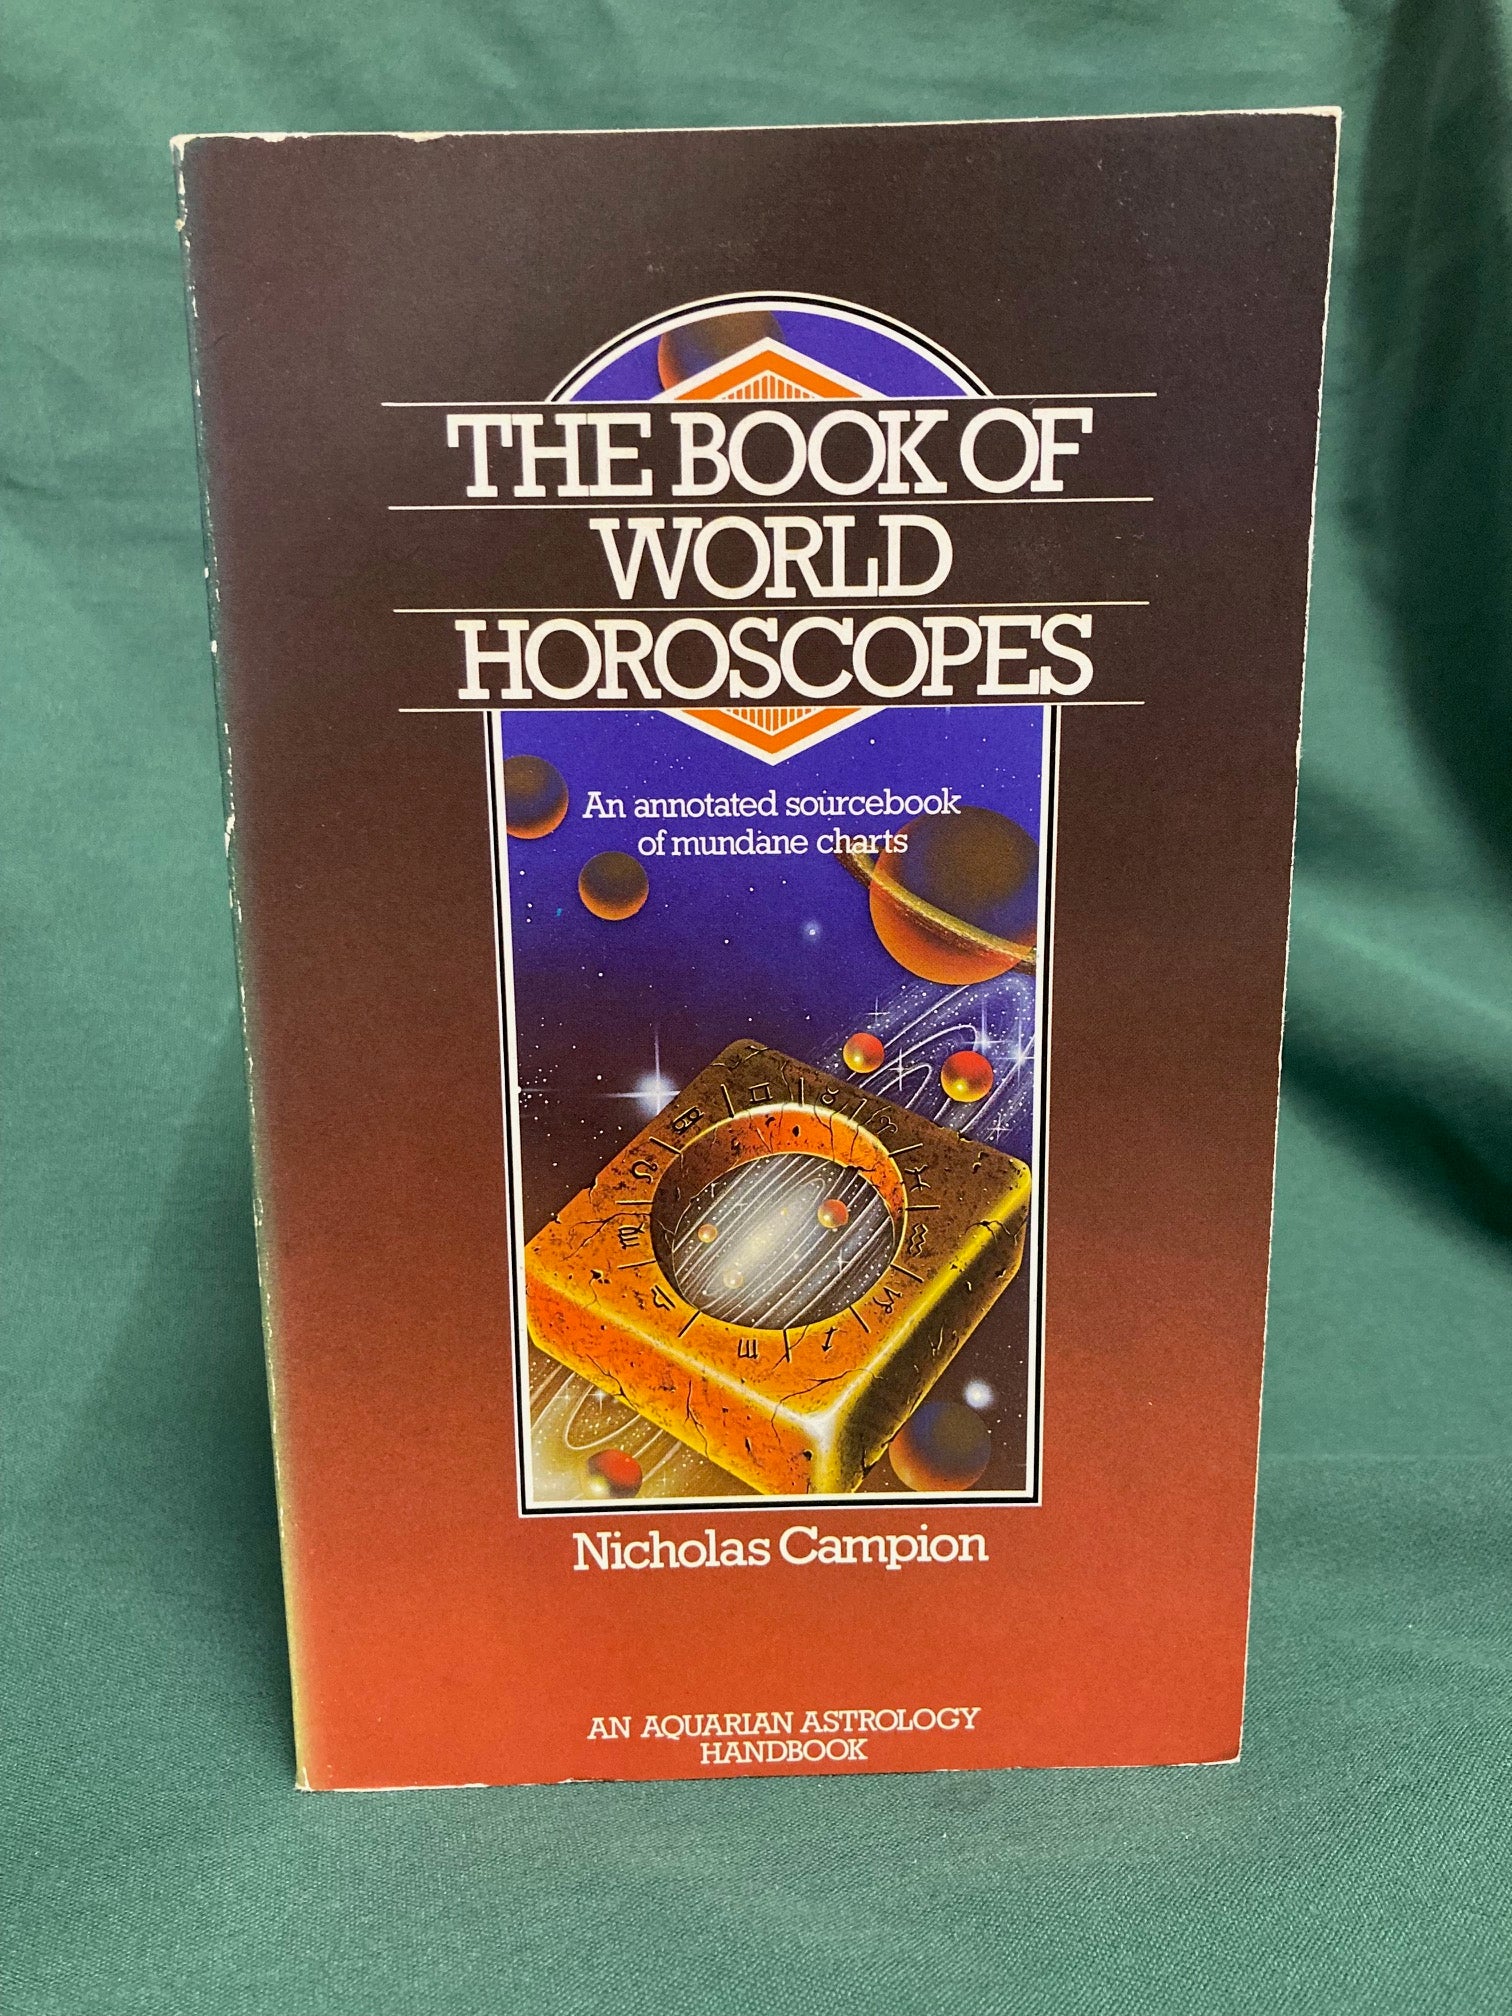 THE BOOK OF
WORLD
HOROSCOPES
An annotated sourcebook
of mundane charts
Nicholas Campion
AN AQUARIAN ASTROLOGY
HANDBOOK